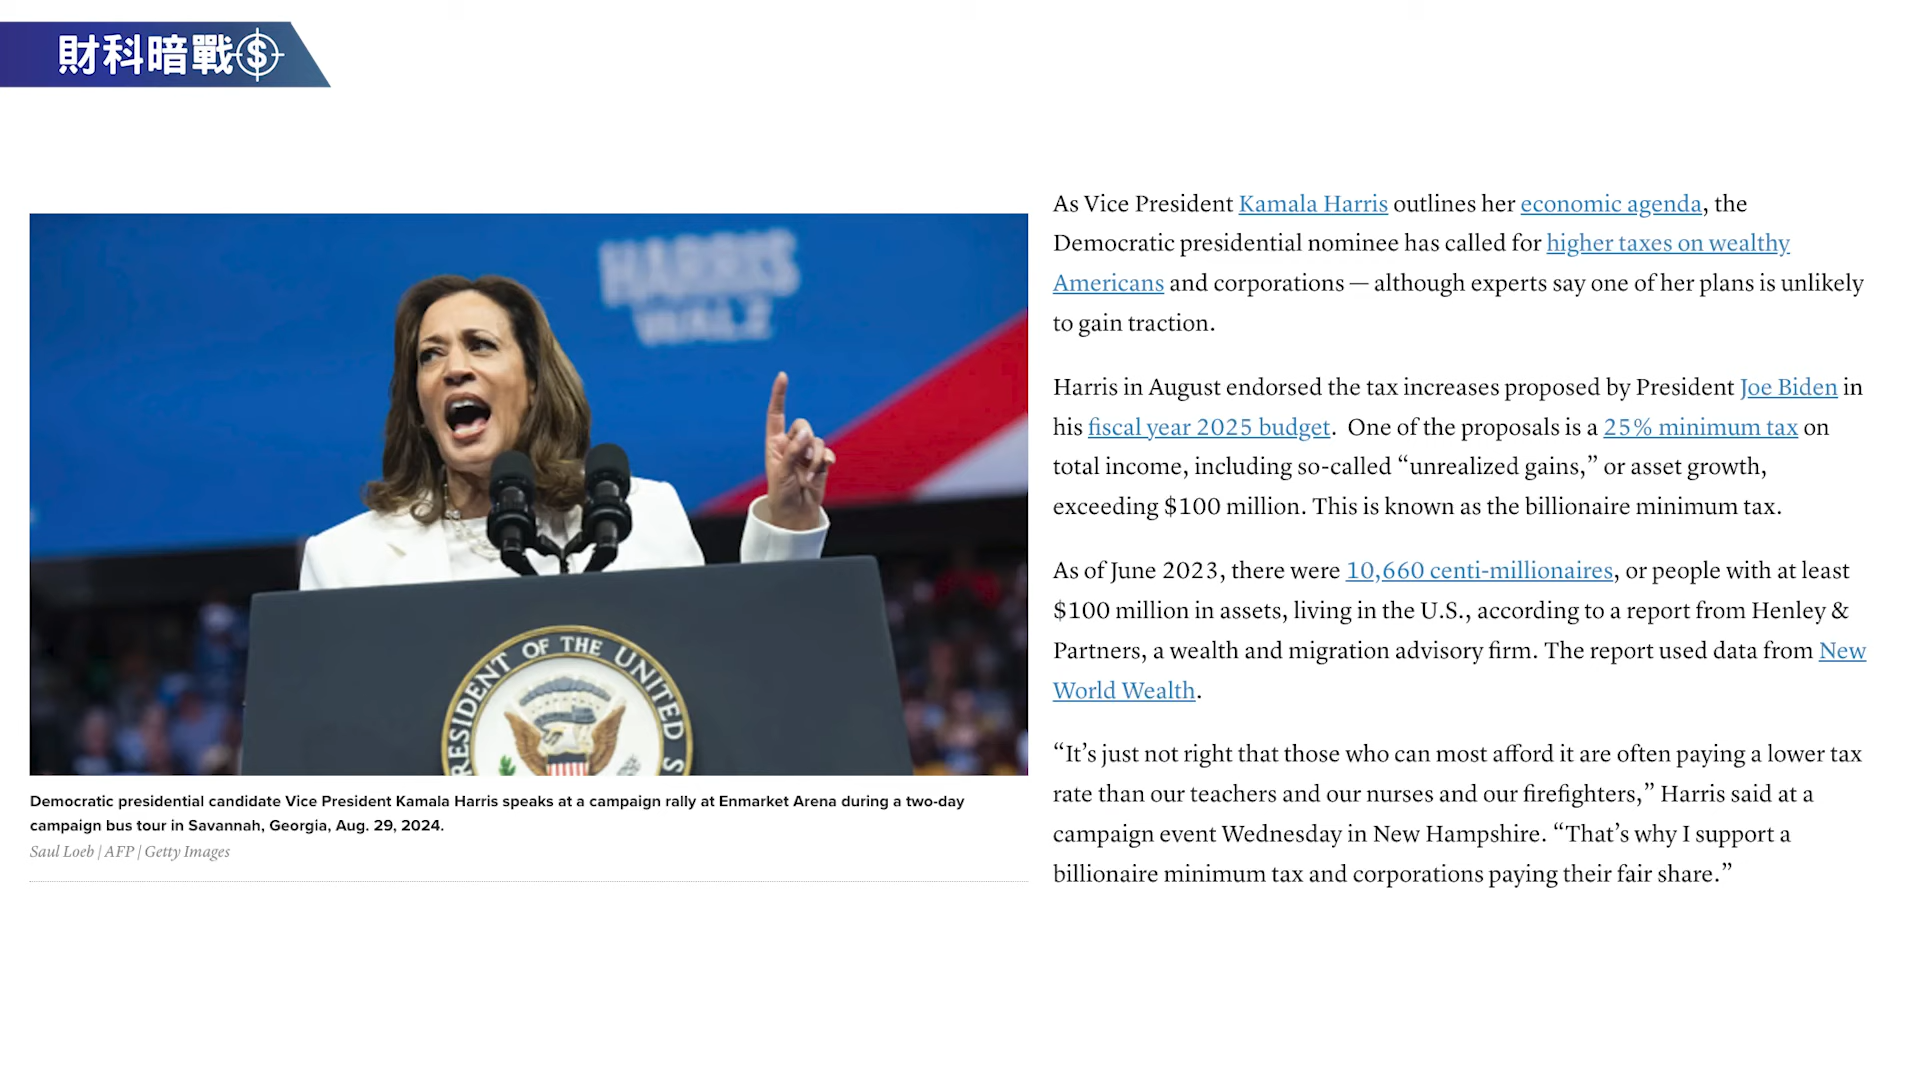 財科暗戰$
HARRIS
WALZ
PRESIDENT OF THE UNITED S
Democratic presidential candidate Vice President Kamala Harris speaks at a campaign rally at Enmarket Arena during a two-day
campaign bus tour in Savannah, Georgia, Aug. 29, 2024.
Saul Loeb | AFP | Getty Images
As Vice President Kamala Harris outlines her economic agenda, the
Democratic presidential nominee has called for higher taxes on wealthy
Americans and corporations — although experts say one of her plans is unlikely
to gain traction.
Harris in August endorsed the tax increases proposed by President Joe Biden in
his fiscal year 2025 budget.  One of the proposals is a 25% minimum tax on
total income, including so-called “unrealized gains,” or asset growth,
exceeding $100 million. This is known as the billionaire minimum tax.
As of June 2023, there were 10,660 centi-millionaires, or people with at least
$100 million in assets, living in the U.S., according to a report from Henley &
Partners, a wealth and migration advisory firm. The report used data from New
World Wealth.
“It’s just not right that those who can most afford it are often paying a lower tax
rate than our teachers and our nurses and our firefighters,” Harris said at a
campaign event Wednesday in New Hampshire. “That’s why I support a
billionaire minimum tax and corporations paying their fair share.”